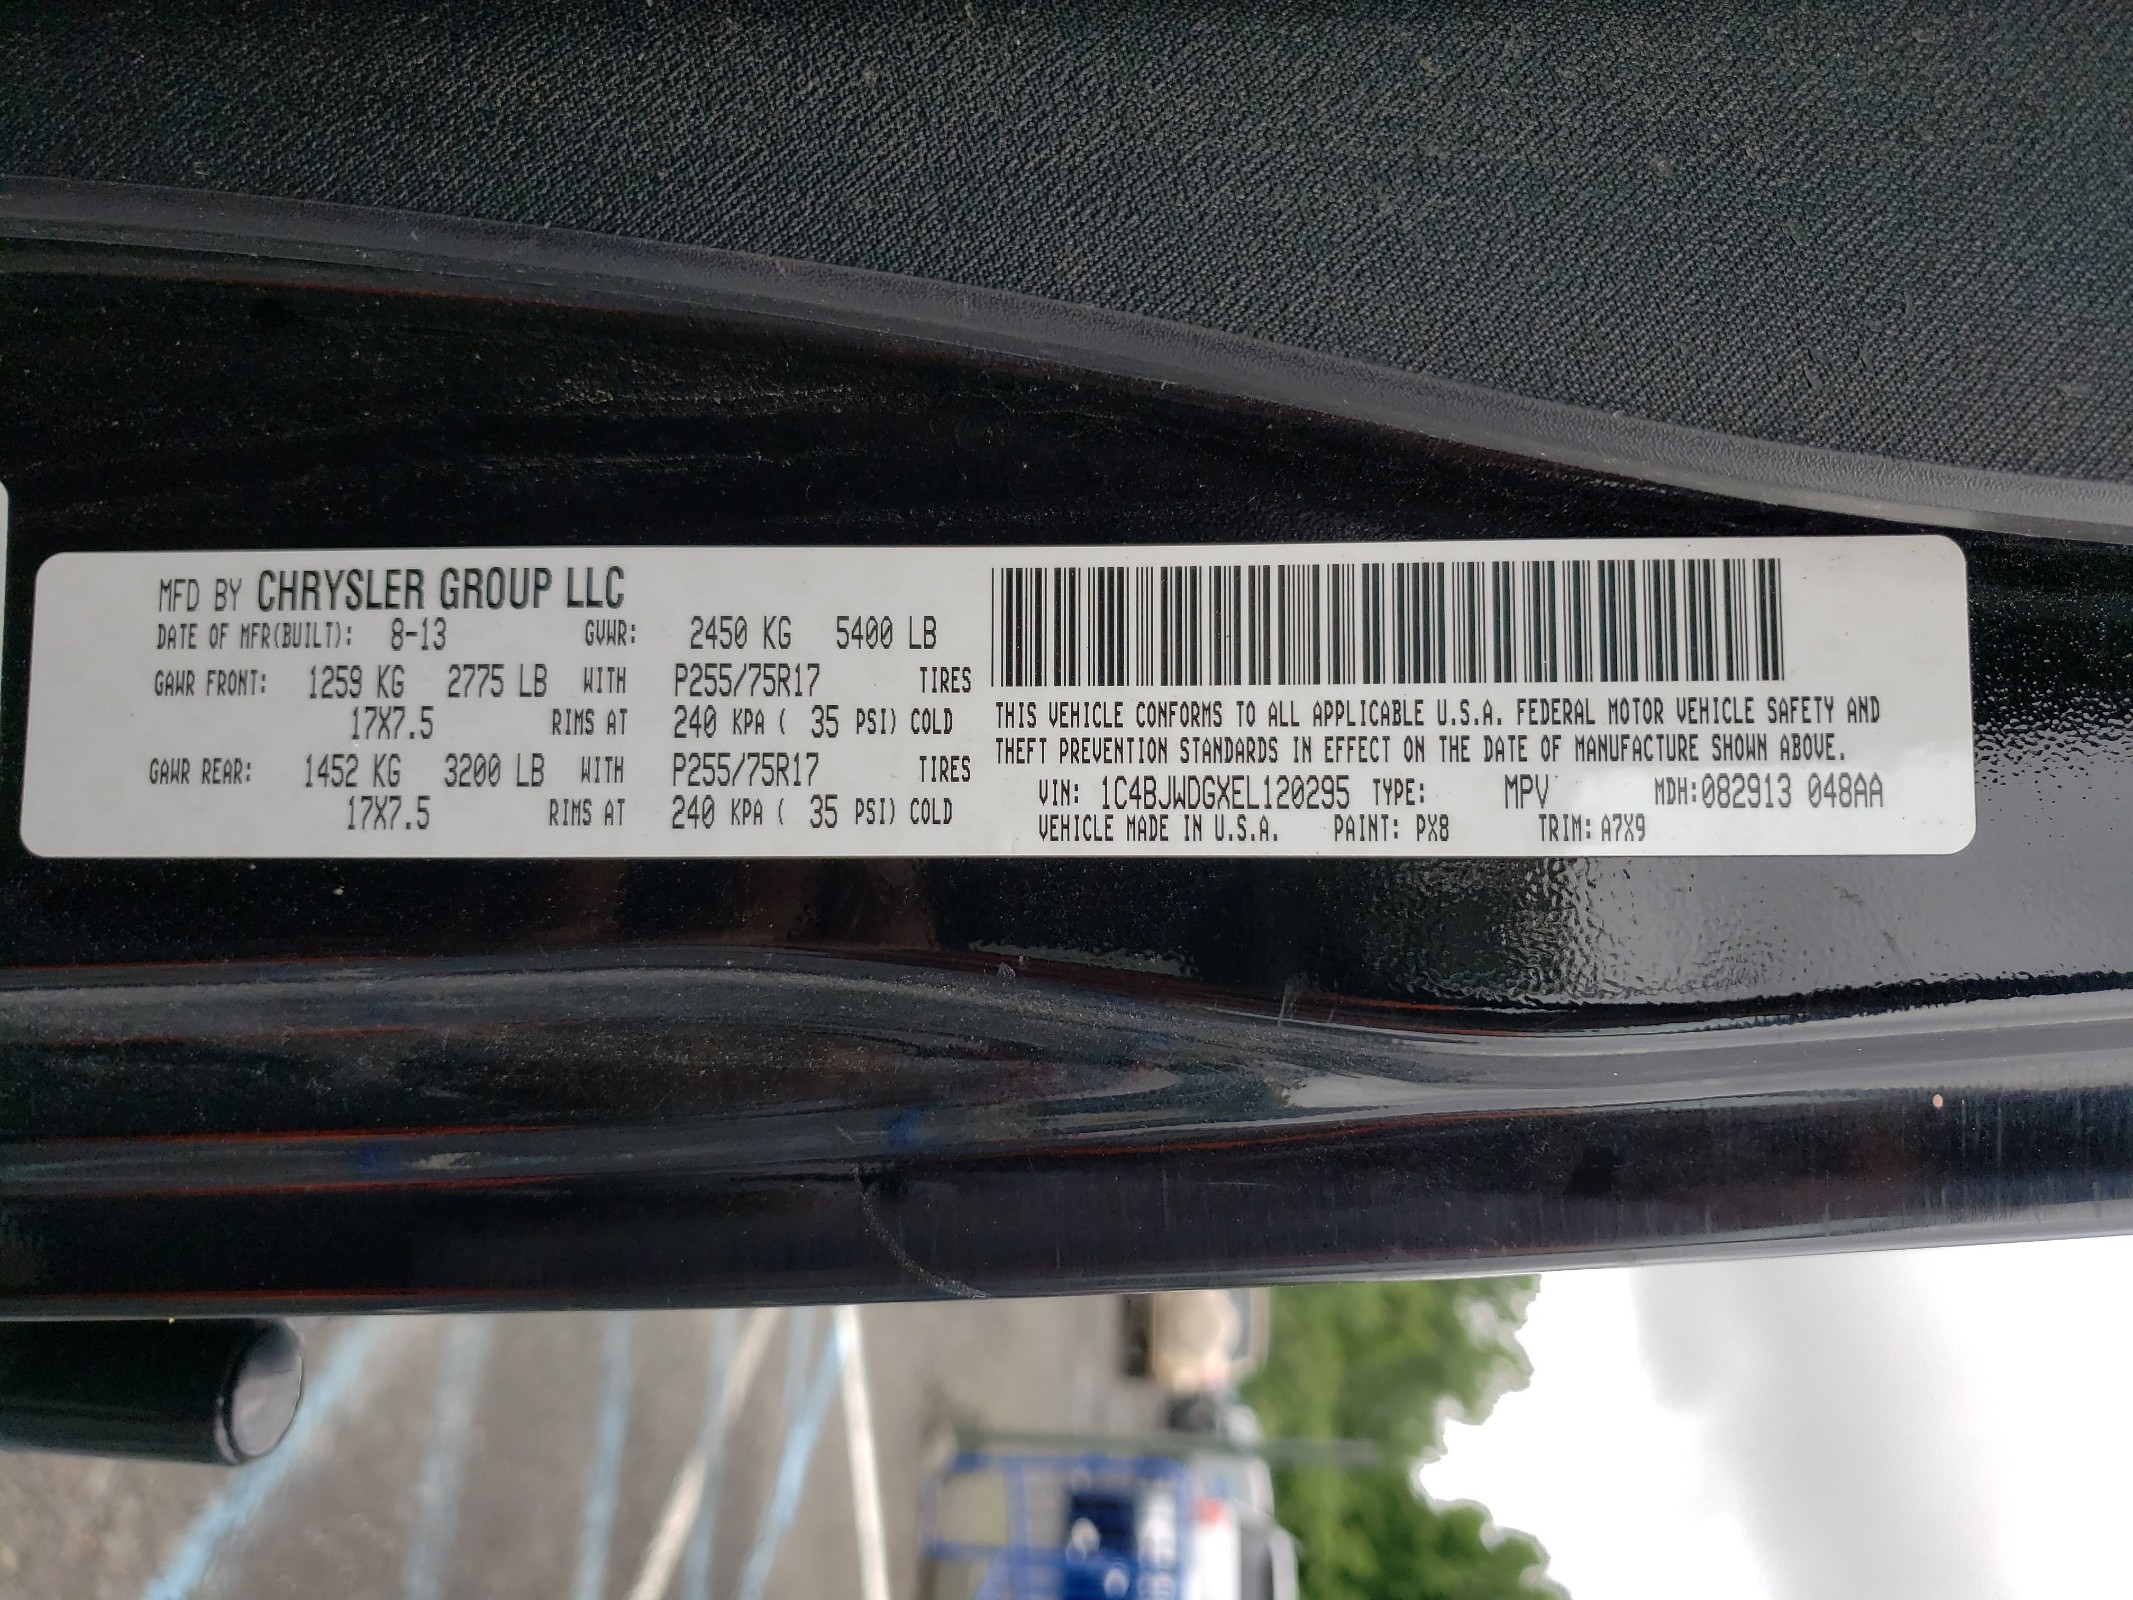 MFD BY CHRYSLER GROUP LLC
DATE OF MFR(BUILT): 8-13 GVWR: 2450 KG 5400 LB
GAWR FRONT: 1259 KG 2775 LB WITH P255/75R17 TIRES
17X7.5 RIMS AT 240 KPA ( 35 PSI) COLD
GAWR REAR: 1452 KG 3200 LB WITH P255/75R17 TIRES
17X7.5 RIMS AT 240 KPA ( 35 PSI) COLD
THIS VEHICLE CONFORMS TO ALL APPLICABLE U.S.A. FEDERAL MOTOR VEHICLE SAFETY AND
THEFT PREVENTION STANDARDS IN EFFECT ON THE DATE OF MANUFACTURE SHOWN ABOVE.
VIN: 1C4BJWDGXEL120295 TYPE: MPV MDH:082913 048AA
VEHICLE MADE IN U.S.A. PAINT: PX8 TRIM: A7X9